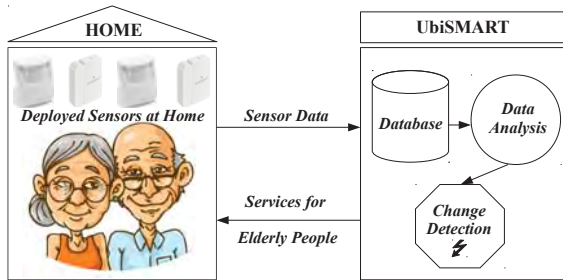 HOME
UbiSMART
Deployed Sensors at Home
Sensor Data
Database
Data
Analysis
Services for
Elderly People
Change
Detection